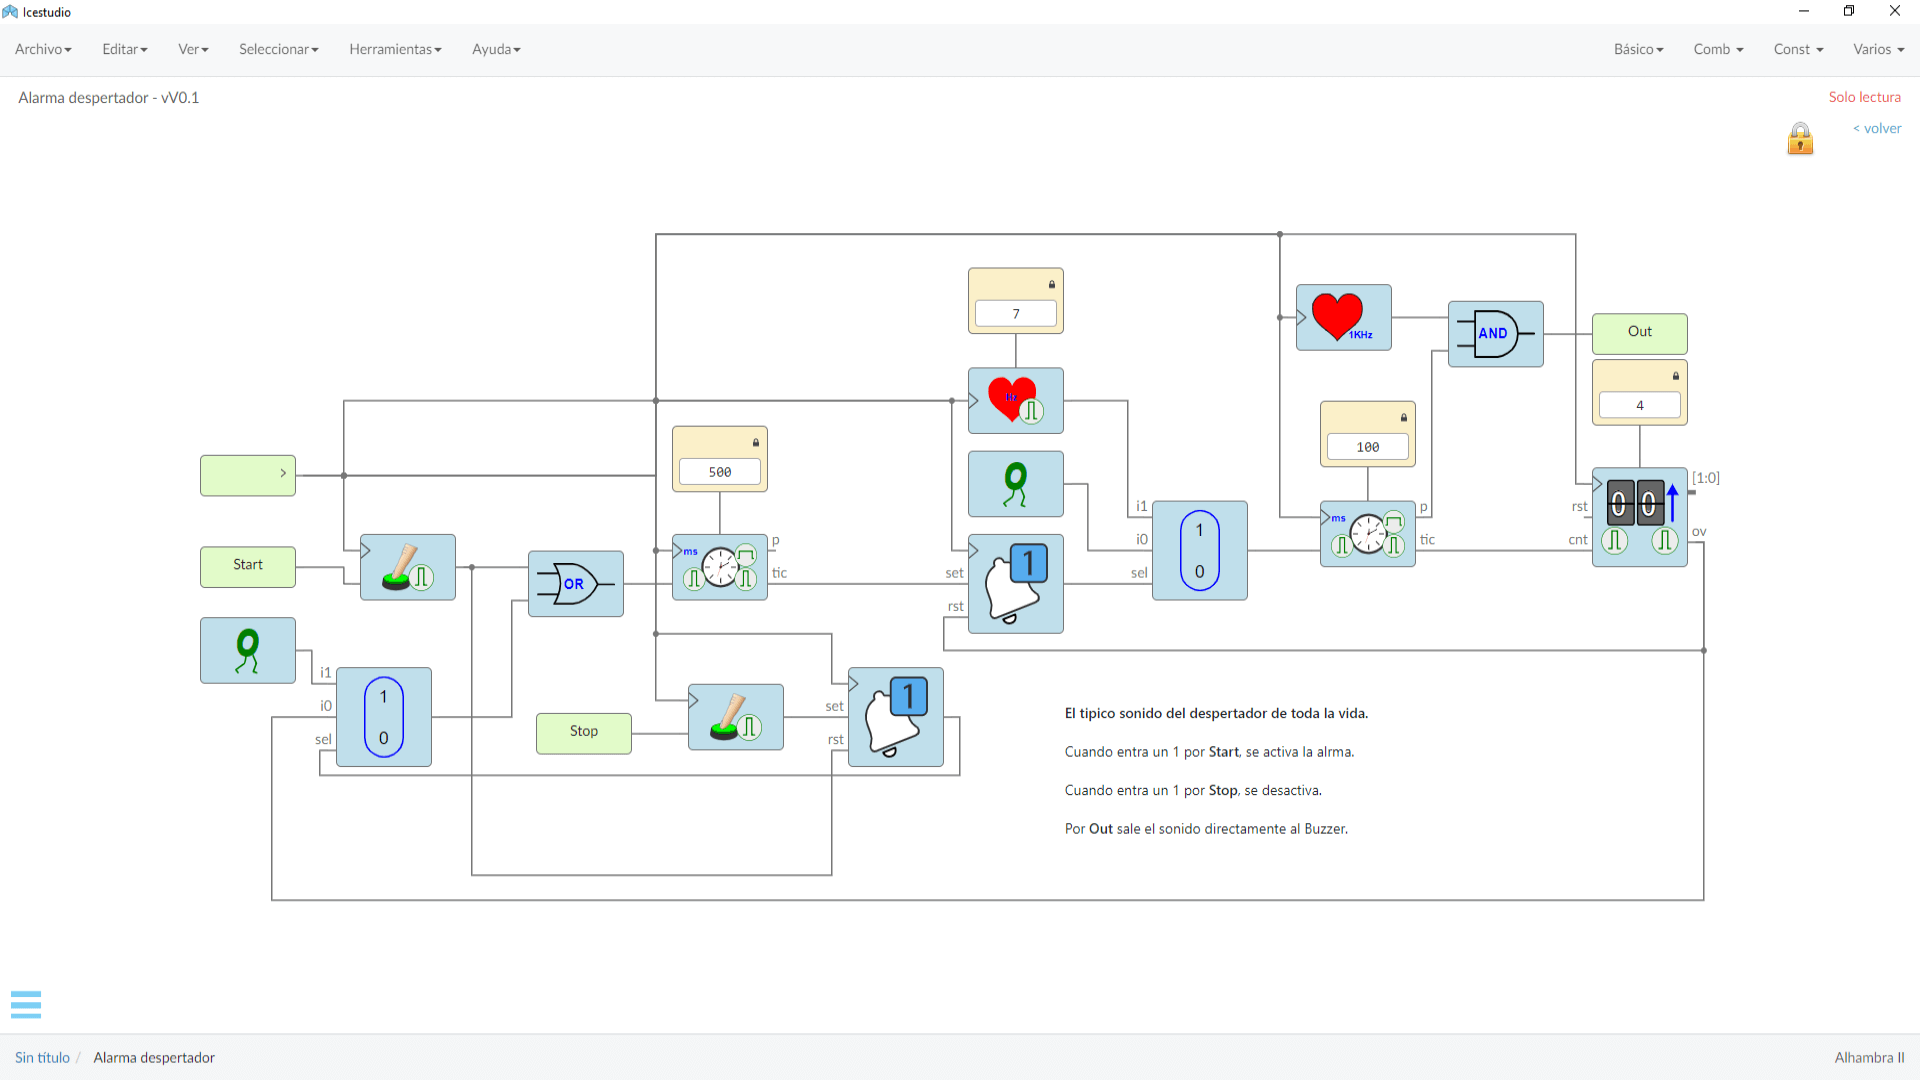 Icestudio
Archivo Editar Ver Seleccionar Herramientas Ayuda Básico Comb Const Varios
Alarma despertador - vV0.1
Solo lectura
< volver
7
1KHz
AND
Out
Hz
4
100
500
1
0
i1
i0
sel
ms
p
tic
[1:0]
rst
cnt
ov
0 0
Start
OR
ms
p
tic
set
rst
1
i1
i0
sel
1
0
Stop
set
rst
1
El tipico sonido del despertador de toda la vida.
Cuando entra un 1 por Start, se activa la alrma.
Cuando entra un 1 por Stop, se desactiva.
Por Out sale el sonido directamente al Buzzer.
Sin título / Alarma despertador
Alhambra II